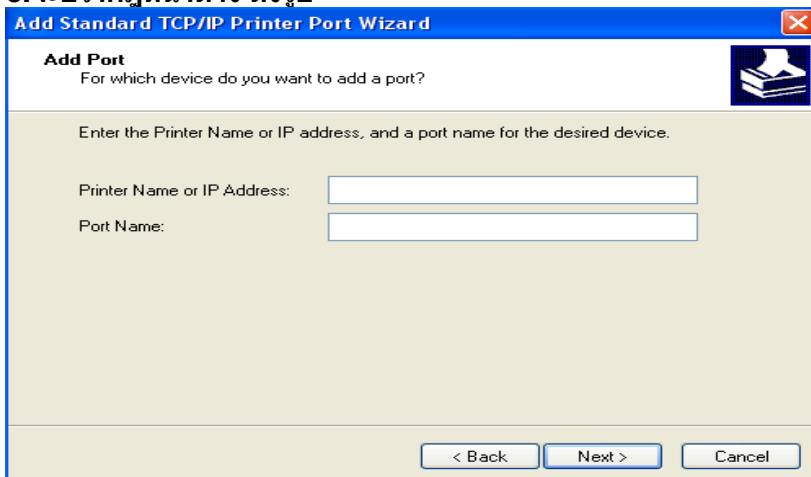 Add Standard TCP/IP Printer Port Wizard
Add Port
For which device do you want to add a port?
Enter the Printer Name or IP address, and a port name for the desired device.
Printer Name or IP Address:
Port Name:
< Back Next > Cancel